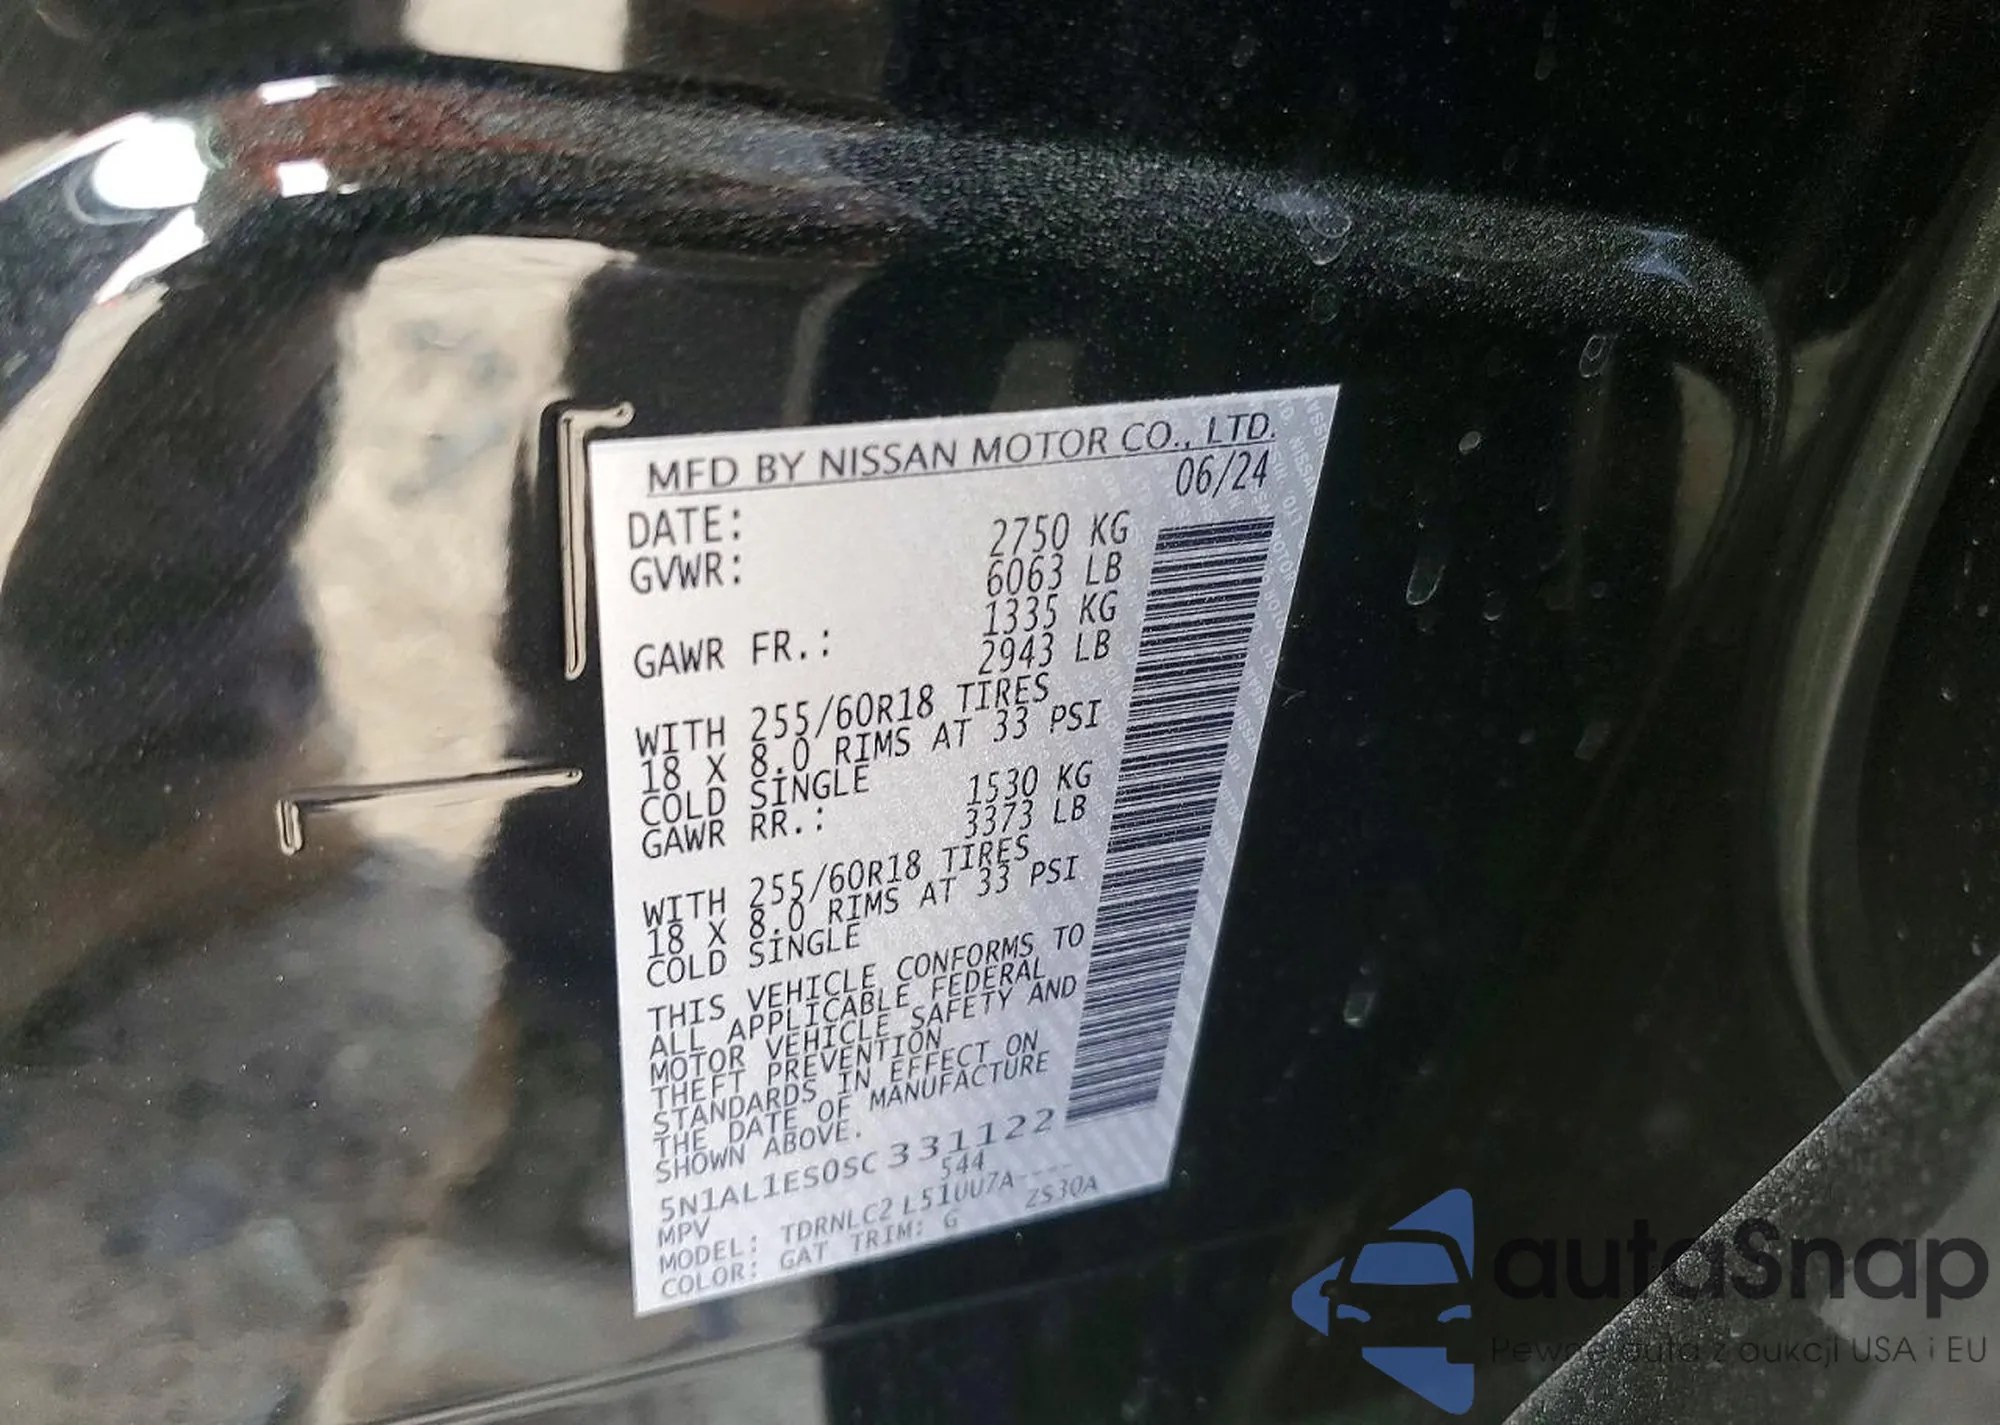 MFD BY NISSAN MOTOR CO., LTD.
DATE: 06/24
GVWR: 2750 KG
6063 LB
GAWR FR.: 1335 KG
2943 LB
WITH 255/60R18 TIRES
18 X 8.0 RIMS AT 33 PSI
COLD SINGLE
GAWR RR.: 1530 KG
3373 LB
WITH 255/60R18 TIRES
18 X 8.0 RIMS AT 33 PSI
COLD SINGLE
THIS VEHICLE CONFORMS TO
ALL APPLICABLE FEDERAL
MOTOR VEHICLE SAFETY AND
THEFT PREVENTION
STANDARDS IN EFFECT ON
THE DATE OF MANUFACTURE
SHOWN ABOVE.
5N1AL1ES0SC331122
MPV 544
MODEL: TDRNLC2 L51UU7A----
COLOR: GAT TRIM: G ZS30A
autaSnap
Pewne auta z aukcji USA i EU